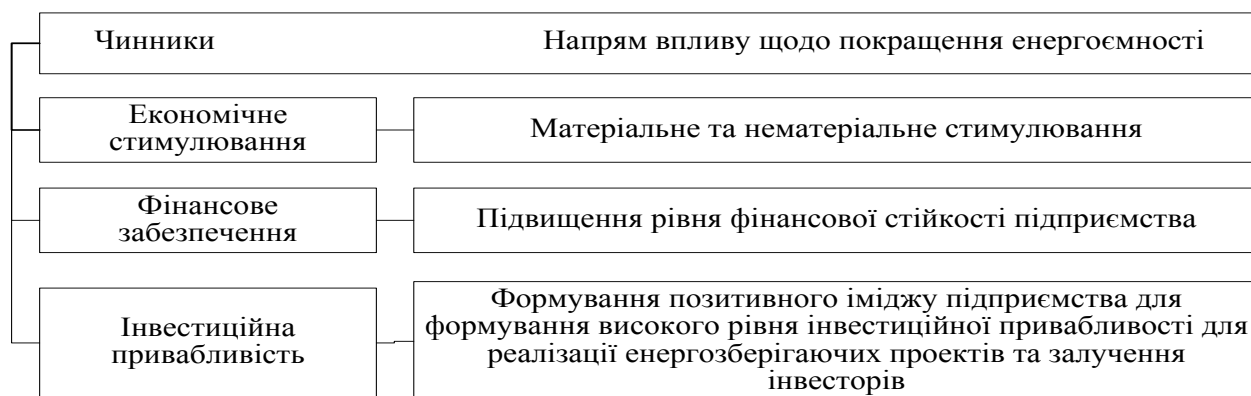 Чинники Напрям впливу щодо покращення енергоємності
Економічне
стимулювання
Матеріальне та нематеріальне стимулювання
Фінансове
забезпечення
Підвищення рівня фінансової стійкості підприємства
Інвестиційна
привабливість
Формування позитивного іміджу підприємства для
формування високого рівня інвестиційної привабливості для
реалізації енергозберігаючих проектів та залучення
інвесторів